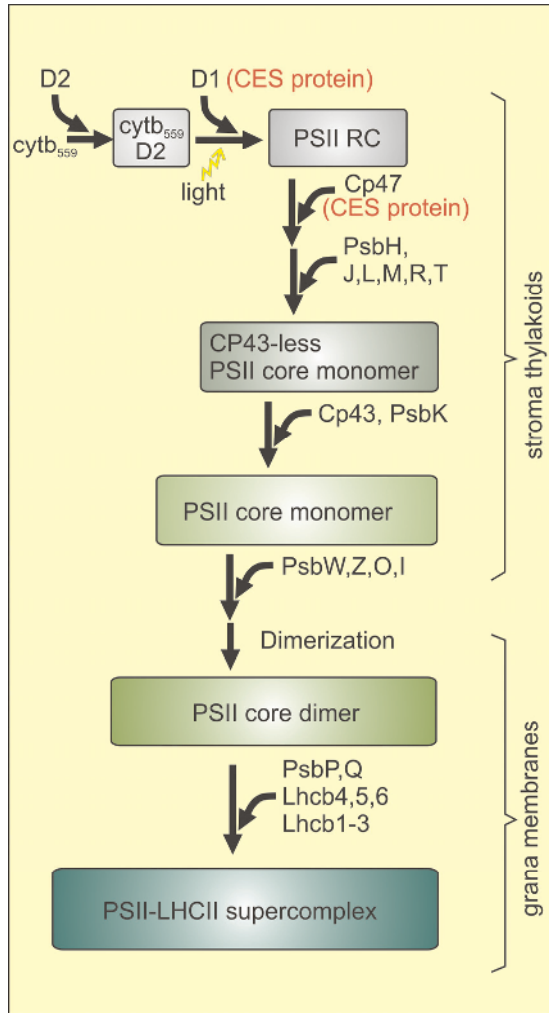 D2
D1 (CES protein)
cytb559
cytb559
D2
PSII RC
light
Cp47
(CES protein)
PsbH,
J,L,M,R,T
CP43-less
PSII core monomer
Cp43, PsbK
PSII core monomer
PsbW,Z,O,I
stroma thylakoids
Dimerization
PSII core dimer
PsbP,Q
Lhcb4,5,6
Lhcb1-3
PSII-LHCII supercomplex
grana membranes